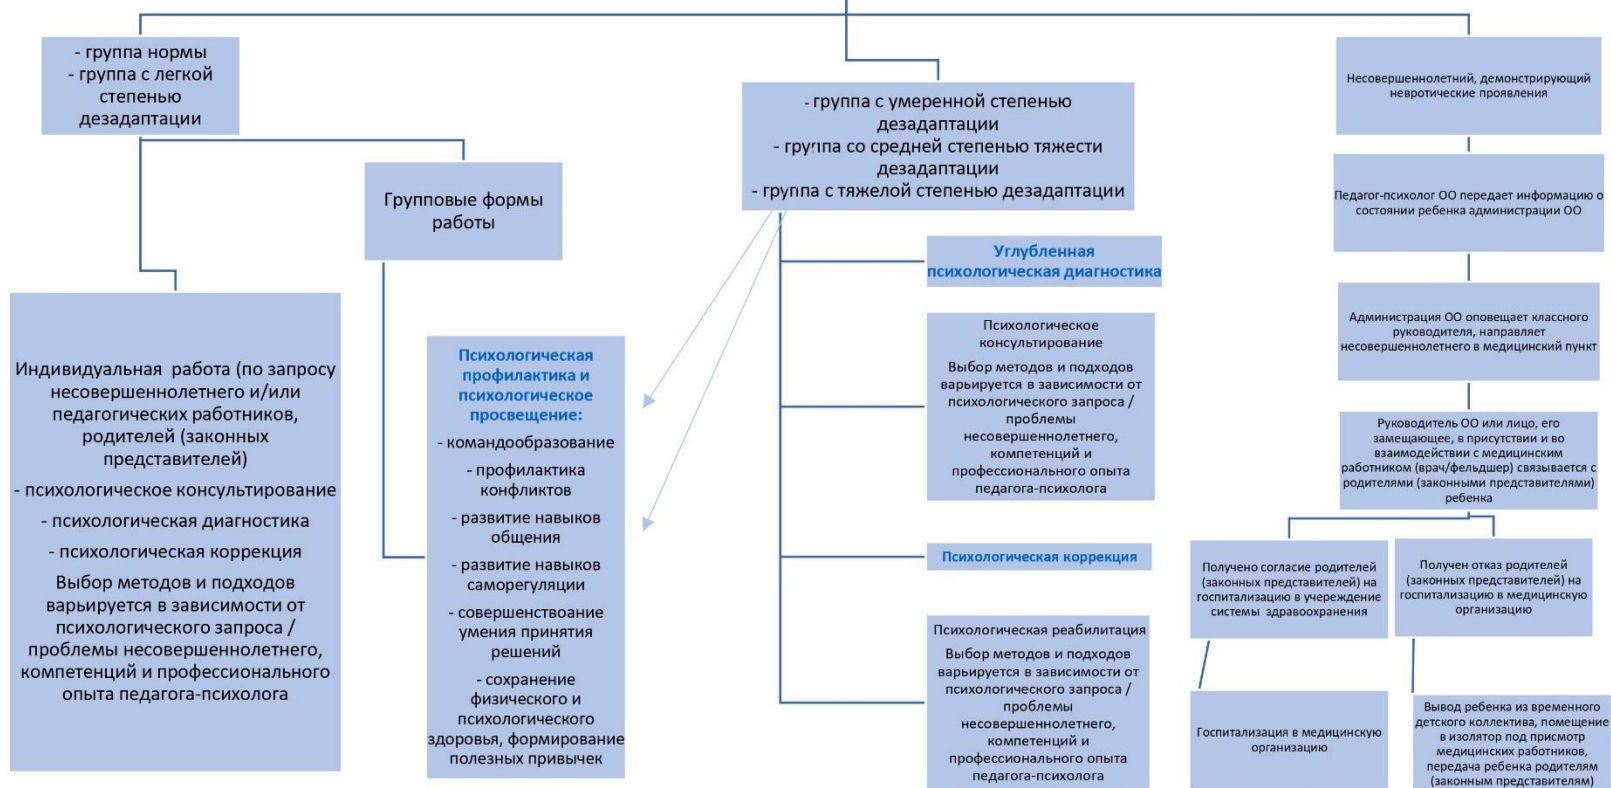 - группа нормы
- группа с легкой
степенью
дезадаптации
Групповые формы
работы
Индивидуальная работа (по запросу
несовершеннолетнего и/или
педагогических работников,
родителей (законных
представителей)
- психологическое консультирование
- психологическая диагностика
- психологическая коррекция
Выбор методов и подходов
варьируется в зависимости от
психологического запроса /
проблемы несовершеннолетнего,
компетенций и профессионального
опыта педагога-психолога
Психологическая
профилактика и
психологическое
просвещение:
- командообразование
- профилактика
конфликтов
- развитие навыков
общения
- развитие навыков
саморегуляции
- совершенствоание
умения принятия
решений
- сохранение
физического и
психологического
здоровья, формирование
полезных привычек
- группа с умеренной степенью
дезадаптации
- группа со средней степенью тяжести
дезадаптации
- группа с тяжелой степенью дезадаптации
Углубленная
психологическая диагностика
Психологическое
консультирование
Выбор методов и подходов
варьируется в зависимости от
психологического запроса /
проблемы
несовершеннолетнего,
компетенций и
профессионального опыта
педагога-психолога
Психологическая коррекция
Психологическая реабилитация
Выбор методов и подходов
варьируется в зависимости от
психологического запроса /
проблемы
несовершеннолетнего,
компетенций и
профессионального опыта
педагога-психолога
Несовершеннолетний, демонстрирующий
невротические проявления
Педагог-психолог ОО передает информацию о
состоянии ребенка администрации ОО
Администрация ОО оповещает классного
руководителя, направляет
несовершеннолетнего в медицинский пункт
Руководитель ОО или лицо, его
замещающее, в присутствии и во
взаимодействии с медицинским
работником (врач/фельдшер) связывается с
родителями (законными представителями)
ребенка
Получено согласие родителей
(законных представителей) на
госпитализацию в учереждение
системы здравоохранения
Получен отказ родителей
(законных представителей) на
госпитализацию в медицинскую
организацию
Госпитализация в медицинскую
организацию
Вывод ребенка из временного
детского коллектива, помещение
в изолятор под присмотр
медицинских работников,
передача ребенка родителям
(законным представителям)